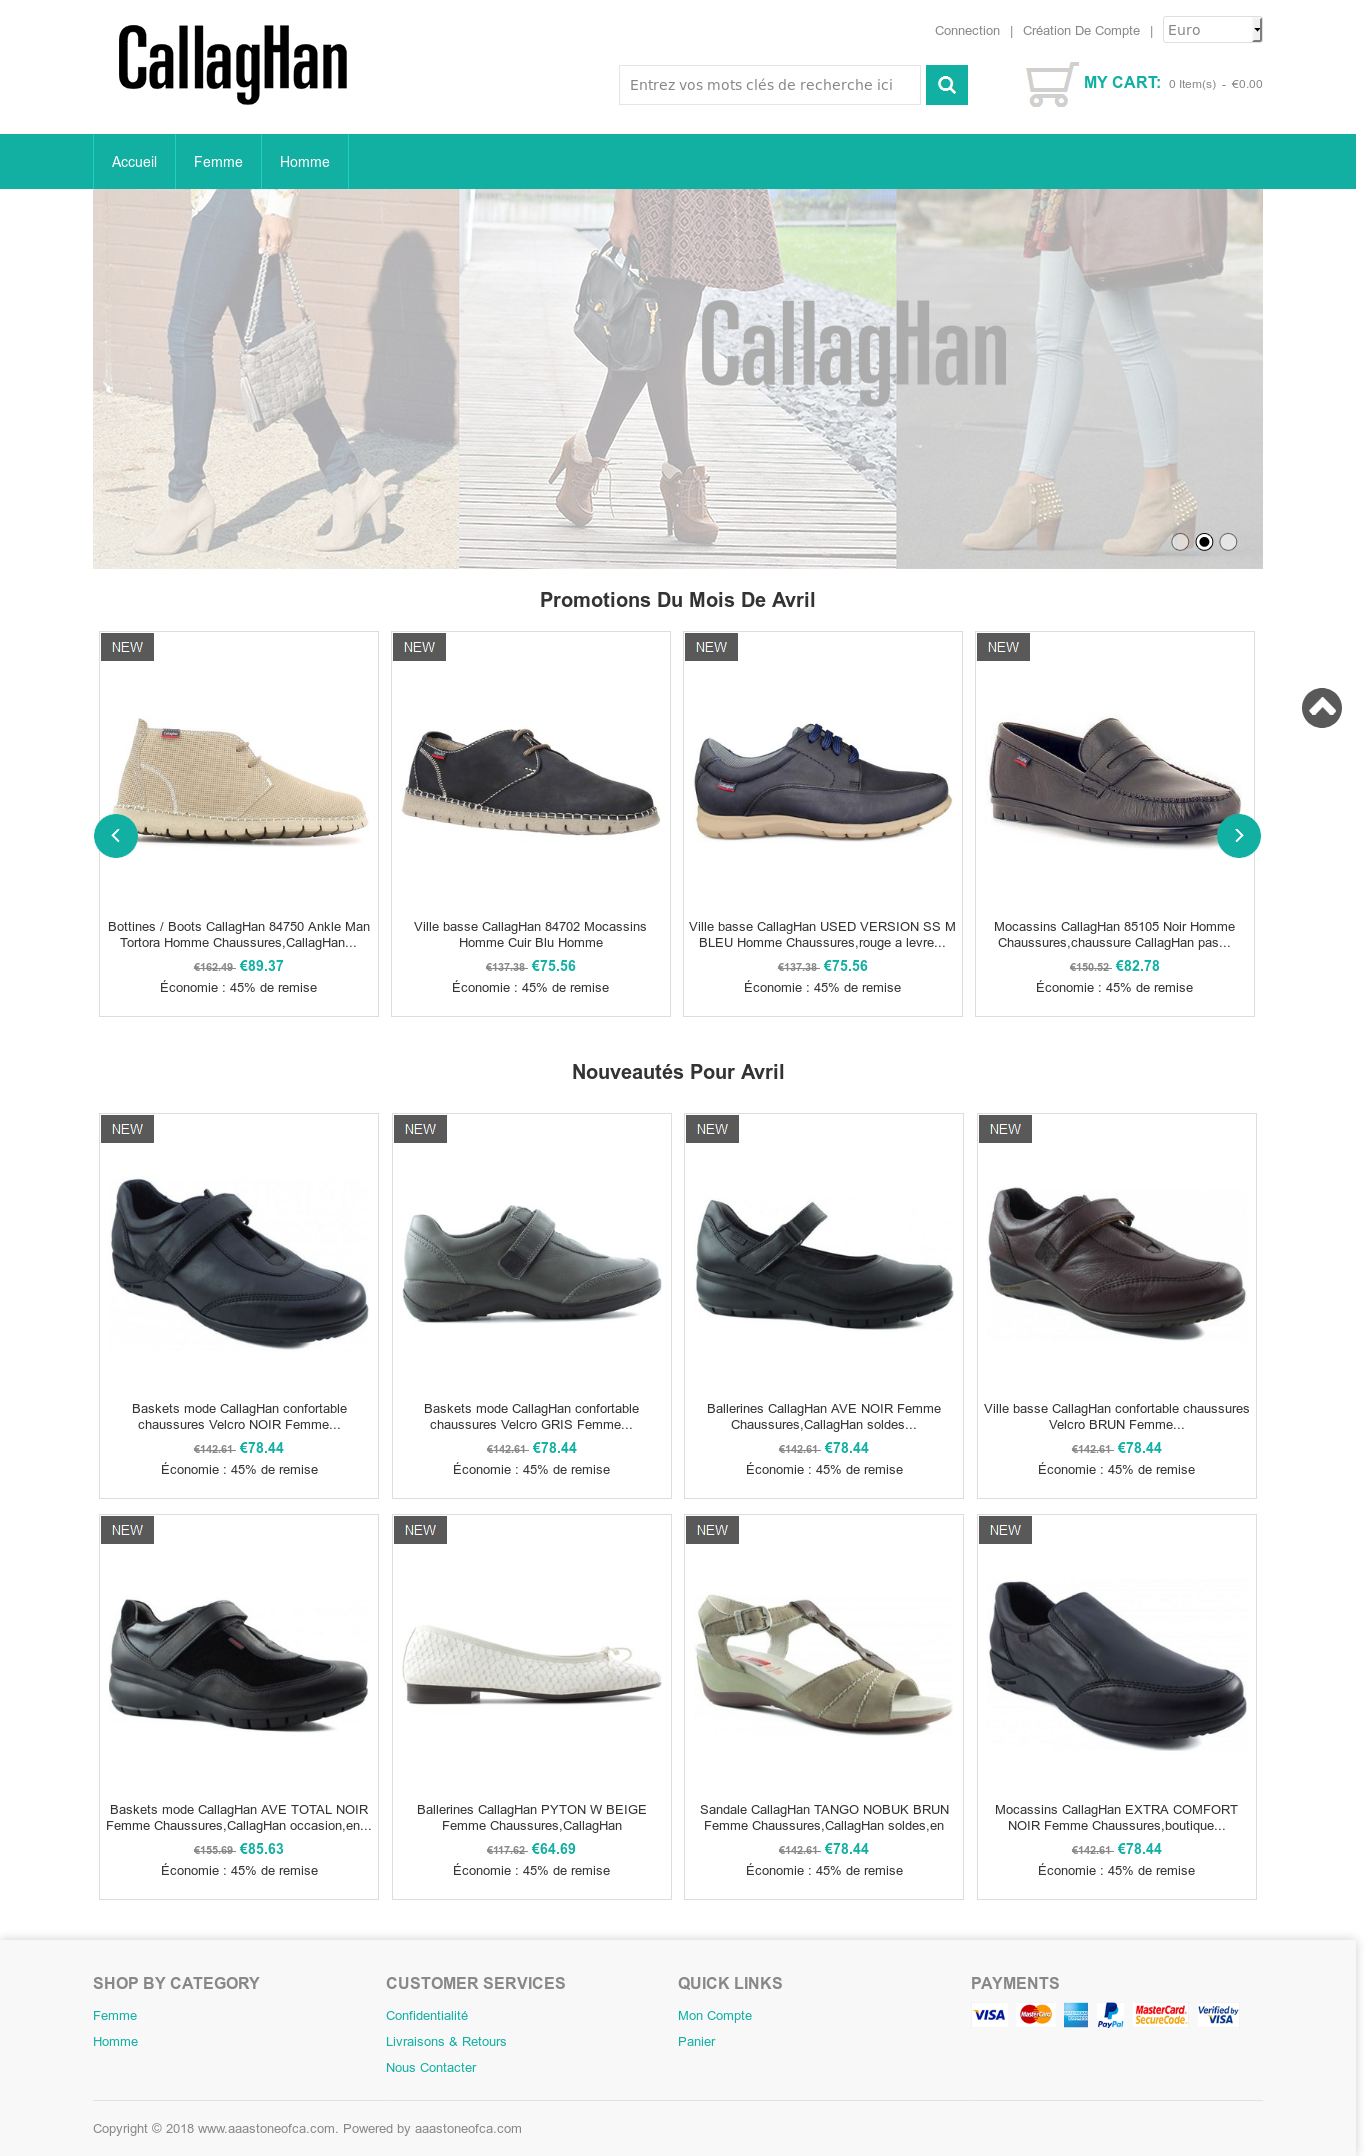 CallagHan
Connection | Création De Compte | Euro
Entrez vos mots clés de recherche ici
MY CART: 0 Item(s) - €0.00
Accueil Femme Homme
CallagHan
Promotions Du Mois De Avril
NEW NEW NEW NEW
Bottines / Boots CallagHan 84750 Ankle Man
Tortora Homme Chaussures,CallagHan...
€162.49 €89.37
Économie : 45% de remise
Ville basse CallagHan 84702 Mocassins
Homme Cuir Blu Homme
€137.38 €75.56
Économie : 45% de remise
Ville basse CallagHan USED VERSION SS M
BLEU Homme Chaussures,rouge a levre...
€137.38 €75.56
Économie : 45% de remise
Mocassins CallagHan 85105 Noir Homme
Chaussures,chaussure CallagHan pas...
€150.52 €82.78
Économie : 45% de remise
Nouveautés Pour Avril
NEW NEW NEW NEW
Baskets mode CallagHan confortable
chaussures Velcro NOIR Femme...
€142.61 €78.44
Économie : 45% de remise
Baskets mode CallagHan confortable
chaussures Velcro GRIS Femme...
€142.61 €78.44
Économie : 45% de remise
Ballerines CallagHan AVE NOIR Femme
Chaussures,CallagHan soldes...
€142.61 €78.44
Économie : 45% de remise
Ville basse CallagHan confortable chaussures
Velcro BRUN Femme...
€142.61 €78.44
Économie : 45% de remise
NEW NEW NEW NEW
Baskets mode CallagHan AVE TOTAL NOIR
Femme Chaussures,CallagHan occasion,en...
€155.69 €85.63
Économie : 45% de remise
Ballerines CallagHan PYTON W BEIGE
Femme Chaussures,CallagHan
€117.62 €64.69
Économie : 45% de remise
Sandale CallagHan TANGO NOBUK BRUN
Femme Chaussures,CallagHan soldes,en
€142.61 €78.44
Économie : 45% de remise
Mocassins CallagHan EXTRA COMFORT
NOIR Femme Chaussures,boutique...
€142.61 €78.44
Économie : 45% de remise
SHOP BY CATEGORY
Femme
Homme
CUSTOMER SERVICES
Confidentialité
Livraisons & Retours
Nous Contacter
QUICK LINKS
Mon Compte
Panier
PAYMENTS
VISA MasterCard AMERICAN EXPRESS PayPal MasterCard. SecureCode. Verified by VISA
Copyright © 2018 www.aaastoneofca.com. Powered by aaastoneofca.com